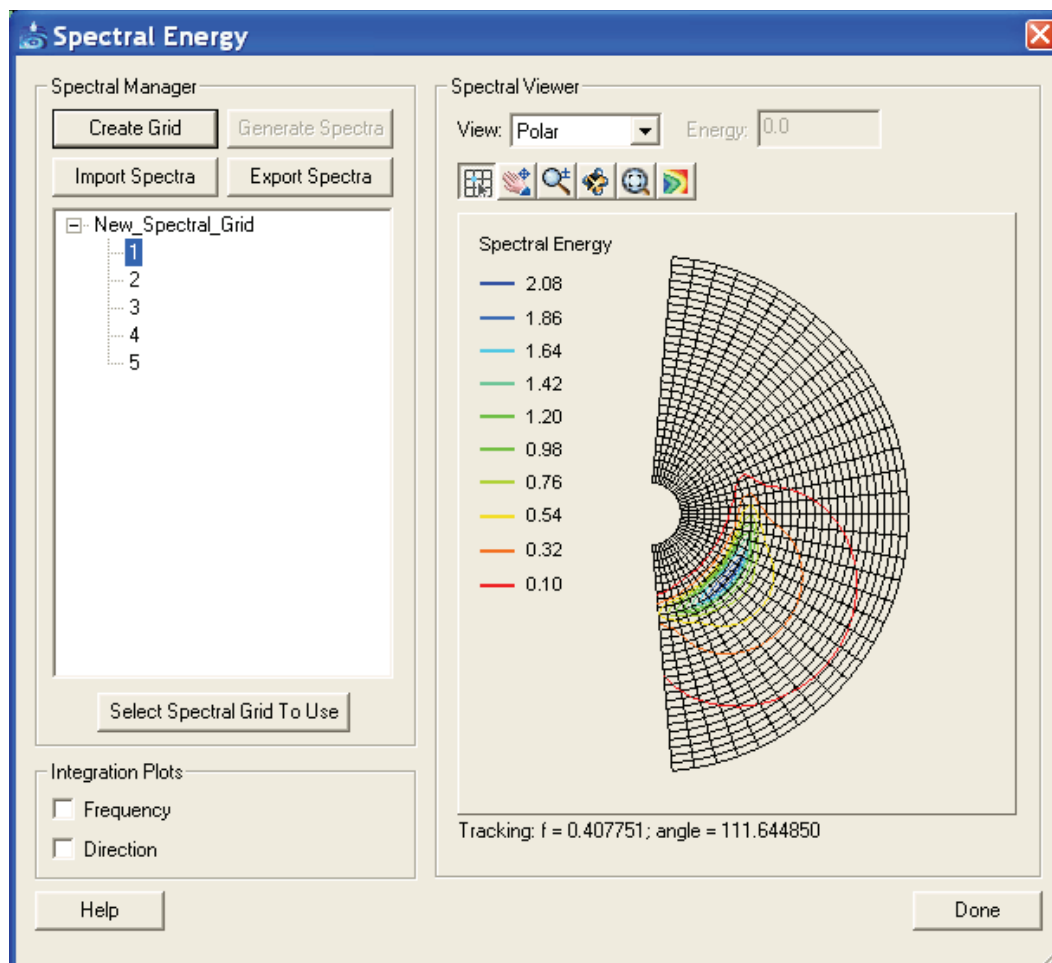 Spectral Energy
Spectral Manager
Create Grid
Generate Spectra
Import Spectra
Export Spectra
New_Spectral_Grid
1
2
3
4
5
Select Spectral Grid To Use
Integration Plots
Frequency
Direction
Spectral Viewer
View: Polar
Energy: 0.0
Spectral Energy
2.08
1.86
1.64
1.42
1.20
0.98
0.76
0.54
0.32
0.10
Tracking: f = 0.407751; angle = 111.644850
Help
Done